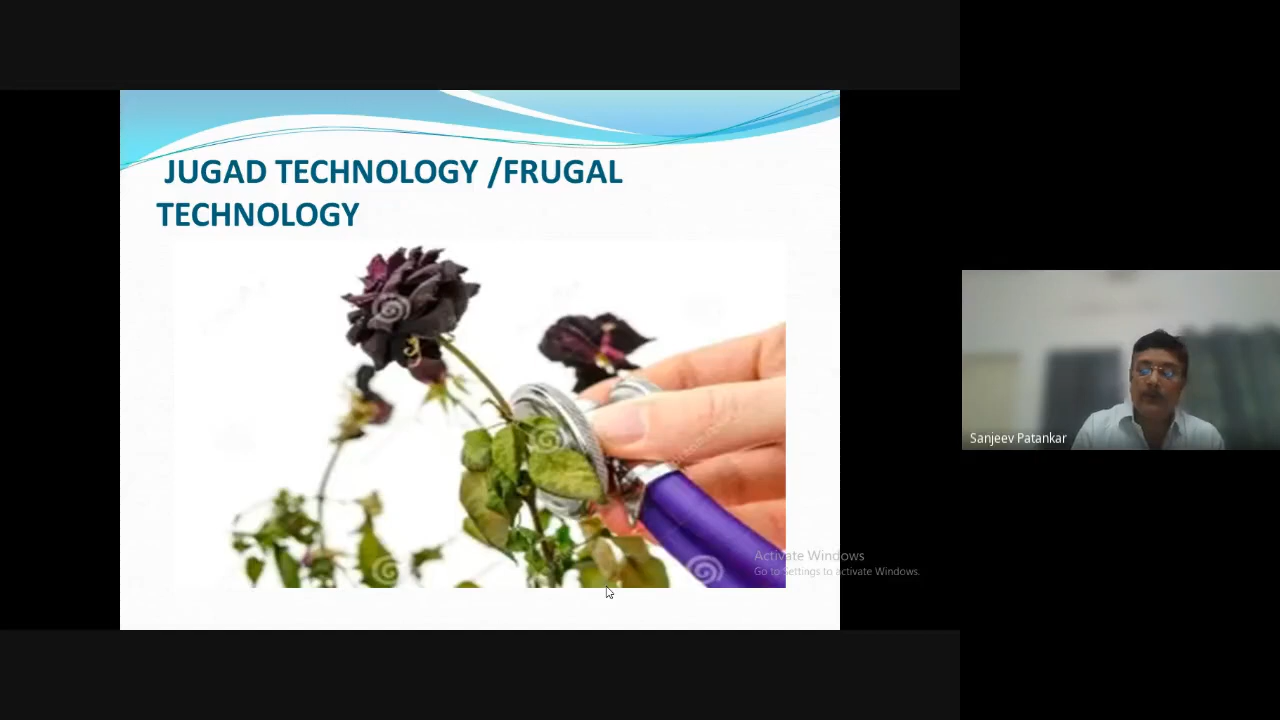 JUGAD TECHNOLOGY /FRUGAL
TECHNOLOGY
Sanjeev Patankar
Activate Windows
Go to Settings to activate Windows.